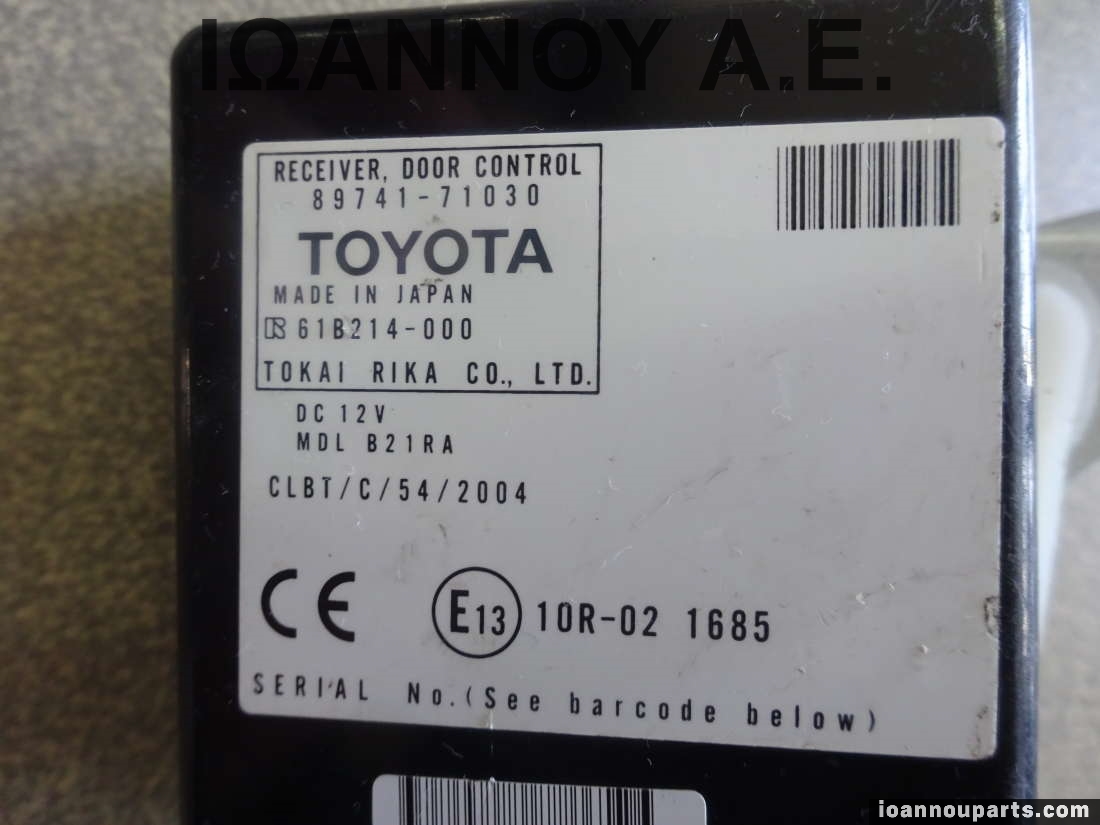 ΙΩΑΝΝΟΥ Α.Ε.
RECEIVER, DOOR CONTROL
89741-71030
TOYOTA
MADE IN JAPAN
R 61B214-000
TOKAI RIKA CO., LTD.
DC 12V
MDL B21RA
CLBT/C/54/2004
CE
E13 10R-02 1685
SERIAL No.(See barcode below)
ioannouparts.com